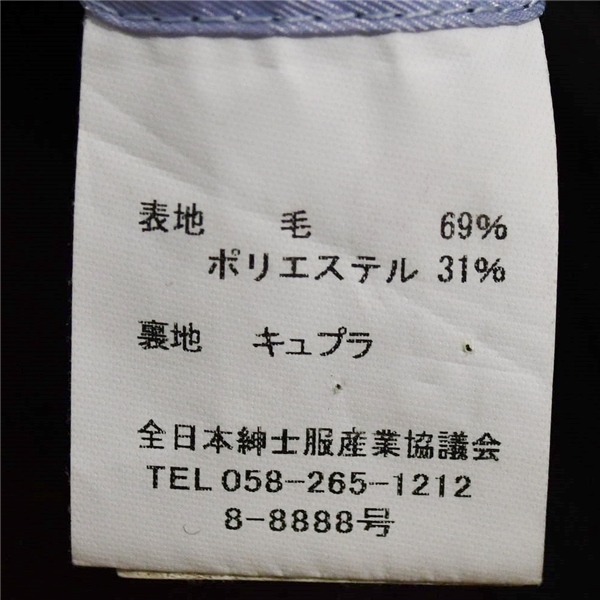 表地 毛 69%
ポリエステル 31%
裏地 キュプラ
全日本紳士服産業協議会
TEL 058-265-1212
8-8888号